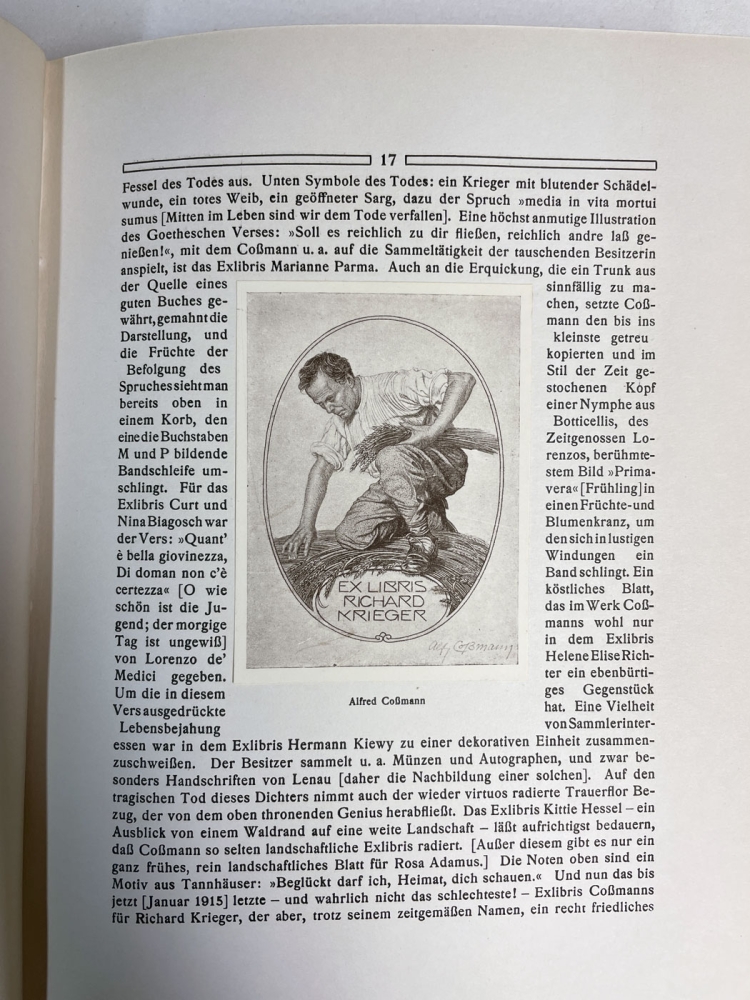 17
Fessel des Todes aus. Unten Symbole des Todes: ein Krieger mit blutender Schädel-
wunde, ein totes Weib, ein geöffneter Sarg, dazu der Spruch »media in vita mortui
sumus [Mitten im Leben sind wir dem Tode verfallen]. Eine höchst anmutige Illustration
des Goetheschen Verses: »Soll es reichlich zu dir fließen, reichlich andre laß ge-
nießen!«, mit dem Coßmann u. a. auf die Sammeltätigkeit der tauschenden Besitzerin
anspielt, ist das Exlibris Marianne Parma. Auch an die Erquickung, die ein Trunk aus
der Quelle eines
guten Buches ge-
währt, gemahnt die
Darstellung, und
die Früchte der
Befolgung des
Spruches sieht man
bereits oben in
einem Korb, den
eine die Buchstaben
M und P bildende
Bandschleife um-
schlingt. Für das
Exlibris Curt und
Nina Blagosch war
der Vers: »Quant'
è bella giovinezza,
Di doman non c'è
certezza« [O wie
schön ist die Ju-
gend; der morgige
Tag ist ungewiß]
von Lorenzo de'
Medici gegeben.
Um die in diesem
Vers ausgedrückte
Lebensbejahung
EX LIBRIS
RICHARD
KRIEGER
Alf. Coßmann
Alfred Coßmann
sinnfällig zu ma-
chen, setzte Coß-
mann den bis ins
kleinste getreu
kopierten und im
Stil der Zeit ge-
stochenen Kopf
einer Nymphe aus
Botticellis, des
Zeitgenossen Lo-
renzos, berühmte-
stem Bild »Prima-
vera« [Frühling] in
einen Früchte- und
Blumenkranz, um
den sich in lustigen
Windungen ein
Band schlingt. Ein
köstliches Blatt,
das im Werk Coß-
manns wohl nur
in dem Exlibris
Helene Elise Rich-
ter ein ebenbürti-
ges Gegenstück
hat. Eine Vielheit
von Sammlerinter-
essen war in dem Exlibris Hermann Kiewy zu einer dekorativen Einheit zusammen-
zuschweißen. Der Besitzer sammelt u. a. Münzen und Autographen, und zwar be-
sonders Handschriften von Lenau [daher die Nachbildung einer solchen]. Auf den
tragischen Tod dieses Dichters nimmt auch der wieder virtuos radierte Trauerflor Be-
zug, der von dem oben thronenden Genius herabfließt. Das Exlibris Kittie Hessel – ein
Ausblick von einem Waldrand auf eine weite Landschaft – läßt aufrichtigst bedauern,
daß Coßmann so selten landschaftliche Exlibris radiert. [Außer diesem gibt es nur ein
ganz frühes, rein landschaftliches Blatt für Rosa Adamus.] Die Noten oben sind ein
Motiv aus Tannhäuser: »Beglückt darf ich, Heimat, dich schauen.« Und nun das bis
jetzt [Januar 1915] letzte – und wahrlich nicht das schlechteste! – Exlibris Coßmanns
für Richard Krieger, der aber, trotz seinem zeitgemäßen Namen, ein recht friedliches